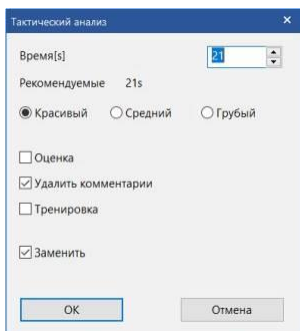 Тактический анализ
Время[s] 21
Рекомендуемые 21s
Красивый Средний Грубый
Оценка
Удалить комментарии
Тренировка
Заменить
OK Отмена